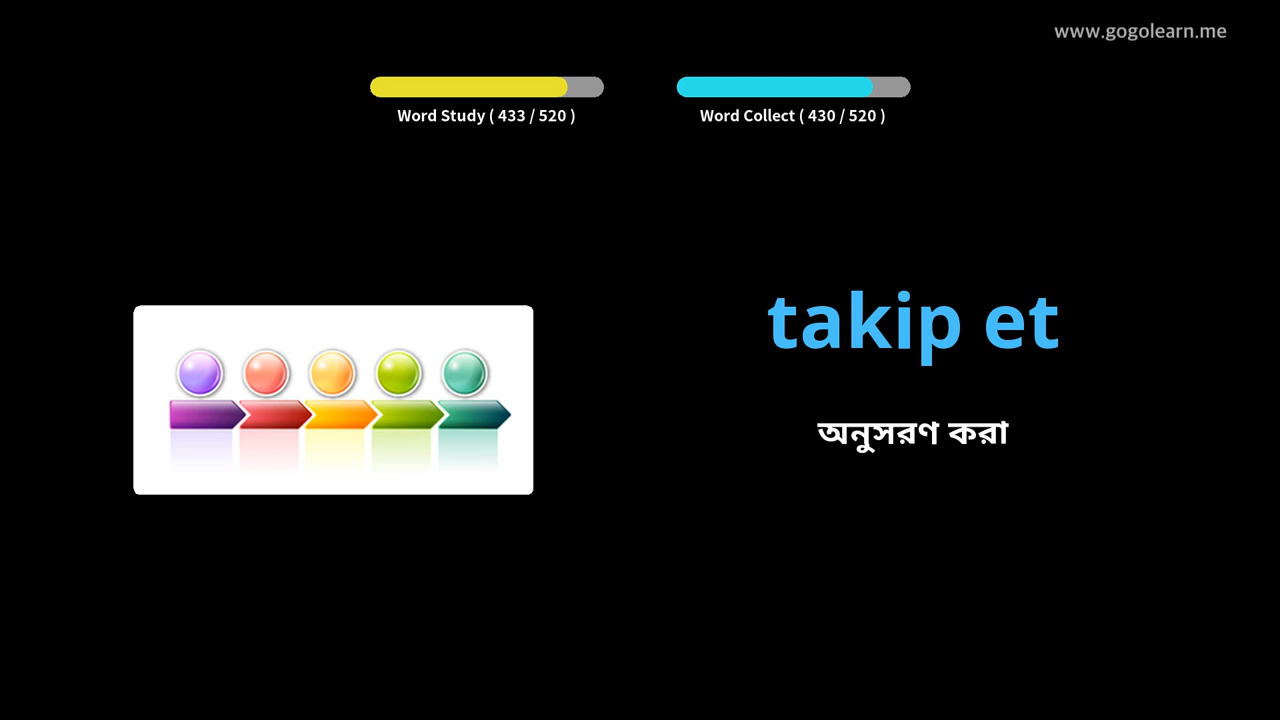 www.gogolearn.me
Word Study ( 433 / 520 )
Word Collect ( 430 / 520 )
takip et
অনুসরণ করা